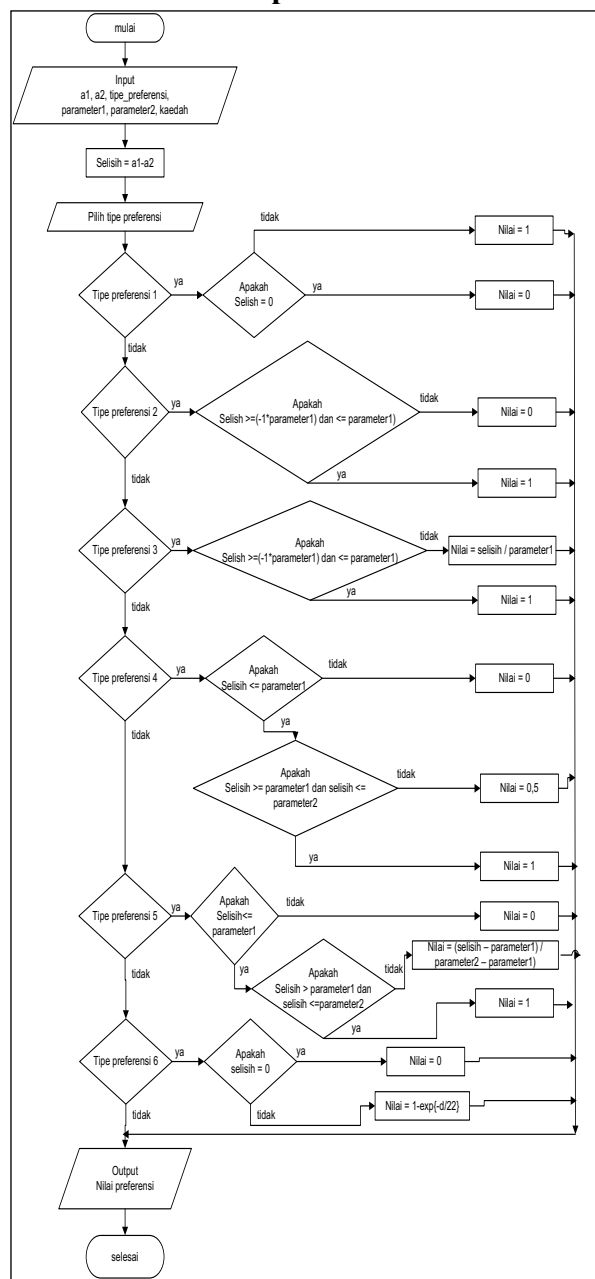 mulai
Input
a1, a2, tipe_preferensi,
parameter1, parameter2, kaedah
Selisih = a1-a2
Pilih tipe preferensi
tidak
Nilai = 1
Tipe preferensi 1
ya
Apakah
Selish = 0
ya
Nilai = 0
tidak
Tipe preferensi 2
ya
Apakah
Selish >=(-1*parameter1) dan <= parameter1)
tidak
Nilai = 0
ya
Nilai = 1
tidak
Tipe preferensi 3
ya
Apakah
Selish >=(-1*parameter1) dan <= parameter1)
tidak
Nilai = selisih / parameter1
ya
Nilai = 1
tidak
Tipe preferensi 4
ya
Apakah
Selisih <= parameter1
tidak
Nilai = 0
ya
tidak
Apakah
Selisih >= parameter1 dan selisih <=
parameter2
tidak
Nilai = 0,5
ya
Nilai = 1
Tipe preferensi 5
ya
Apakah
Selisih<=
parameter1
tidak
Nilai = 0
ya
tidak
Apakah
Selisih > parameter1 dan
selisih <=parameter2
tidak
Nilai = (selisih – parameter1) /
parameter2 – parameter1)
ya
Nilai = 1
Tipe preferensi 6
ya
Apakah
selisih = 0
ya
Nilai = 0
tidak
tidak
Nilai = 1-exp{-d/22}
Output
Nilai preferensi
selesai